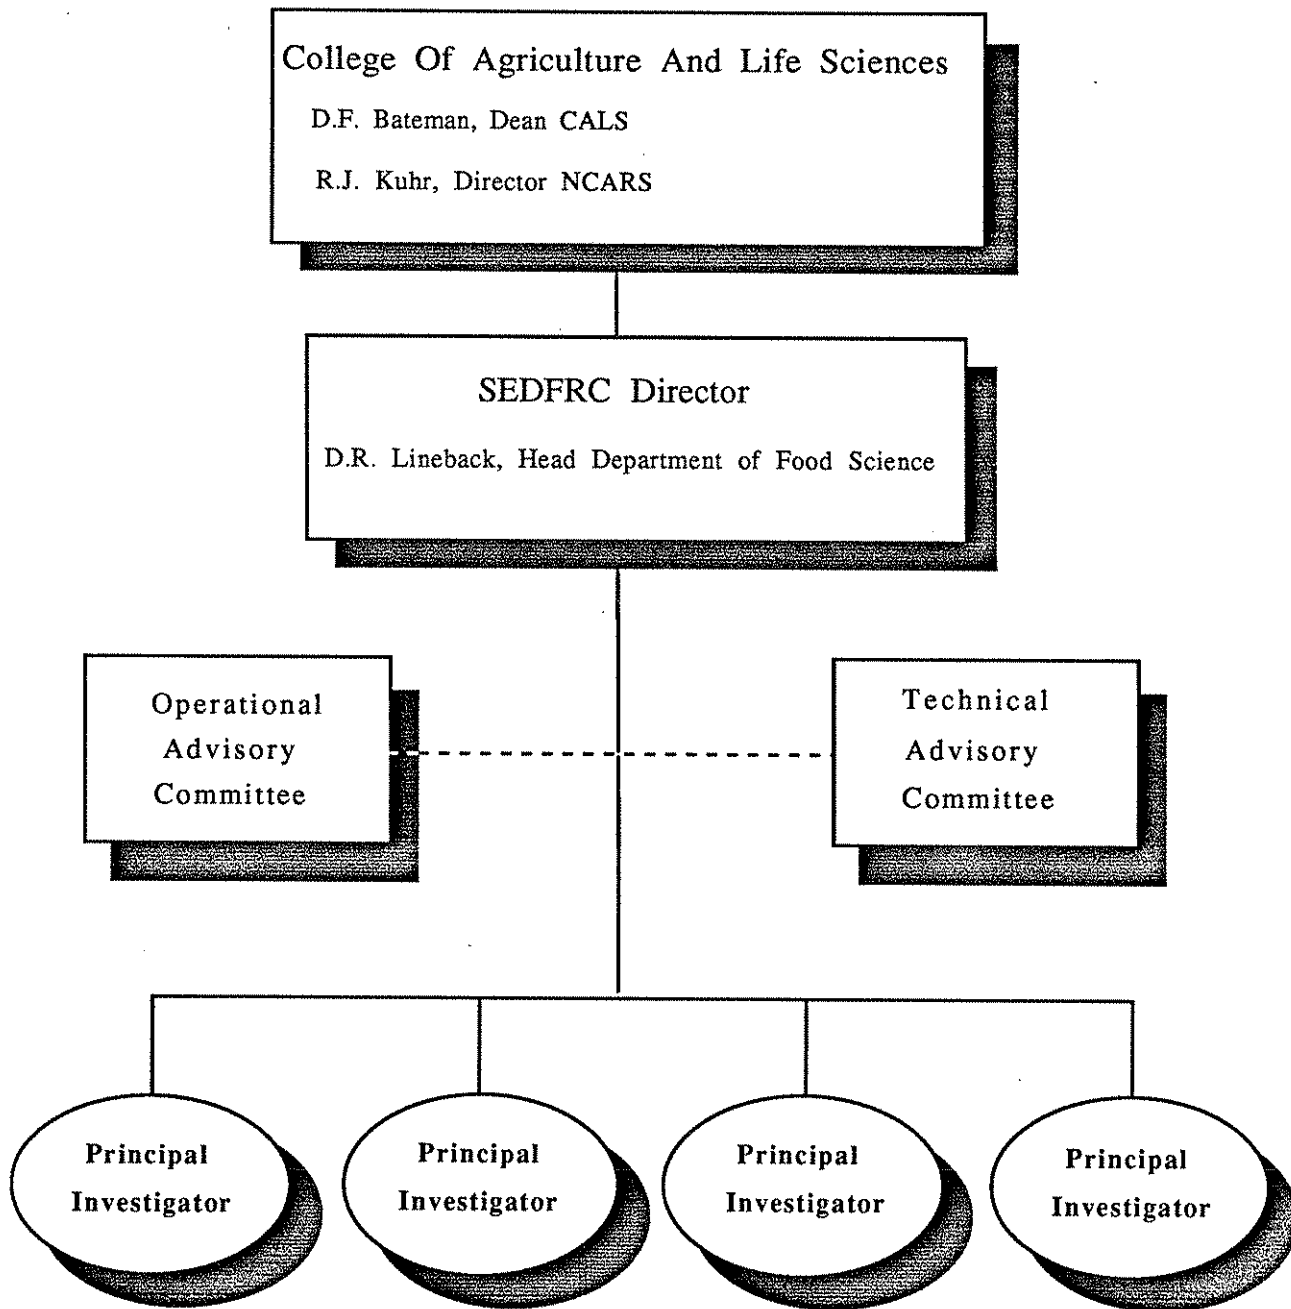 College Of Agriculture And Life Sciences
D.F. Bateman, Dean CALS
R.J. Kuhr, Director NCARS
SEDFRC Director
D.R. Lineback, Head Department of Food Science
Operational
Advisory
Committee
Technical
Advisory
Committee
Principal
Investigator
Principal
Investigator
Principal
Investigator
Principal
Investigator